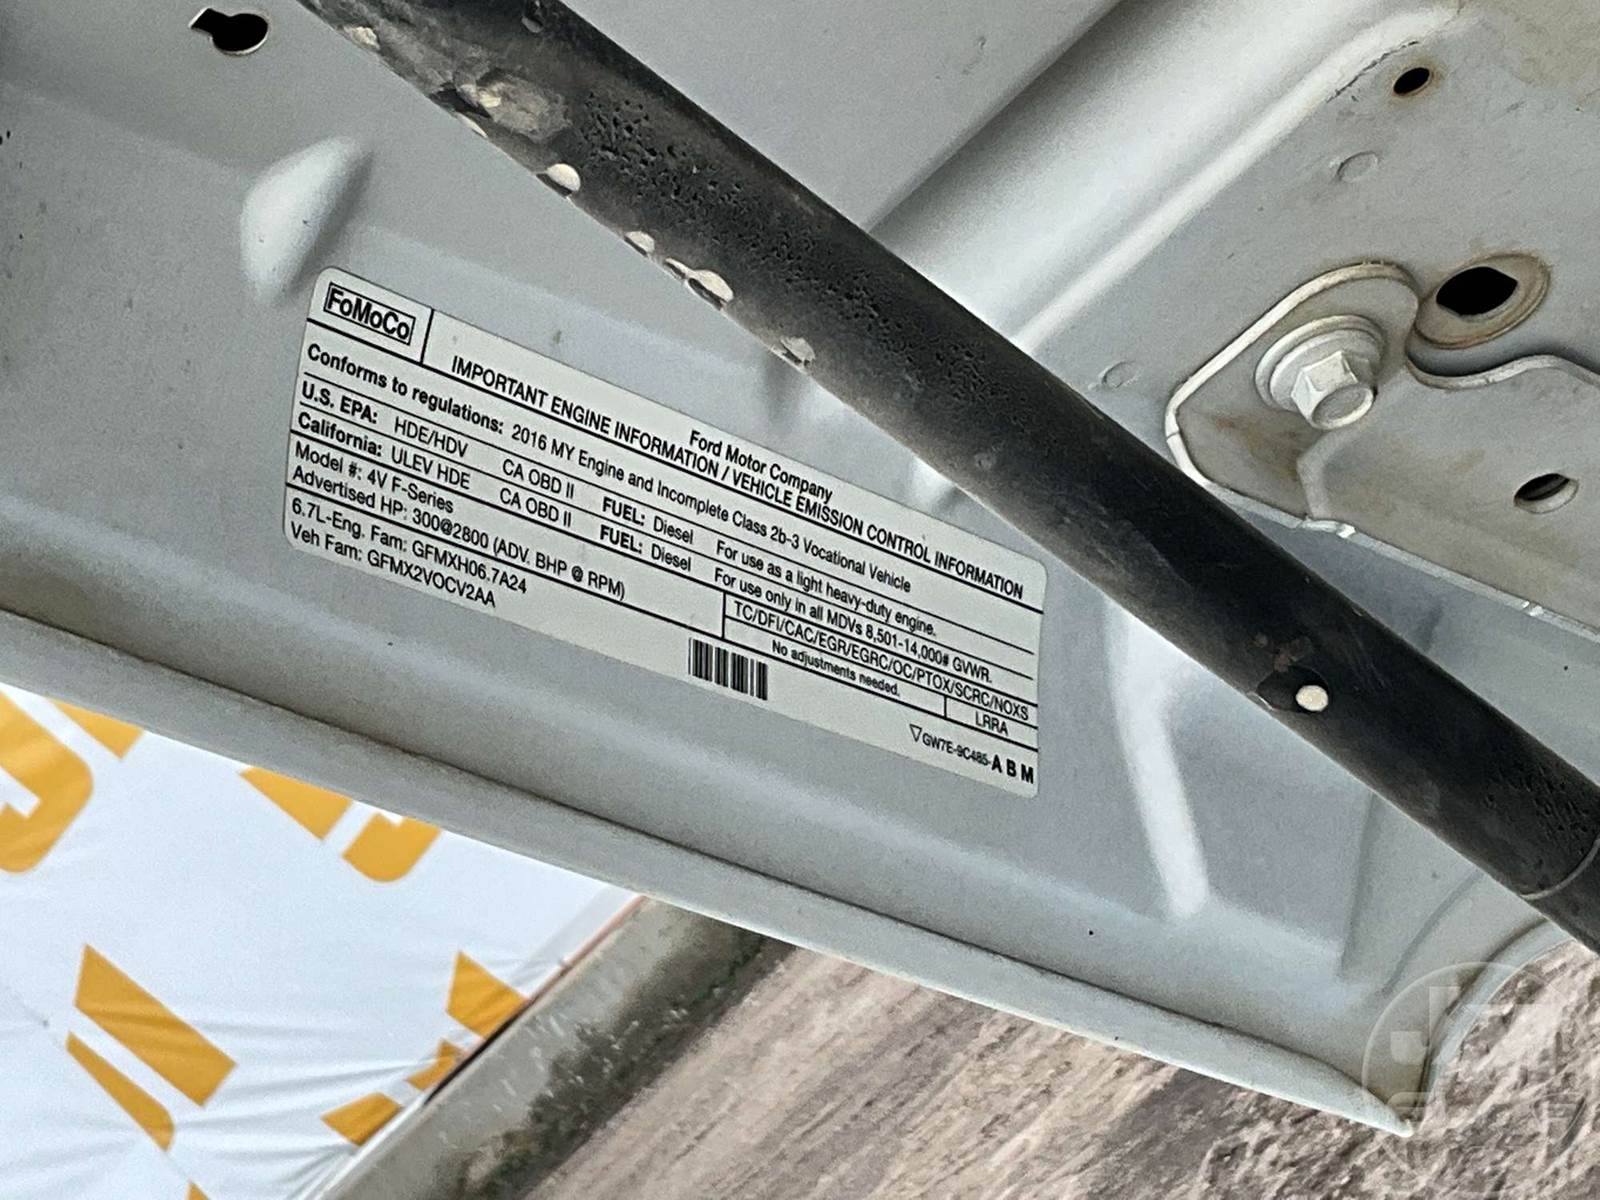 FoMoCo
Ford Motor Company
IMPORTANT ENGINE INFORMATION / VEHICLE EMISSION CONTROL INFORMATION
Conforms to regulations: 2016 MY Engine and Incomplete Class 2b-3 Vocational Vehicle
U.S. EPA: HDE/HDV CA OBD II FUEL: Diesel For use as a light heavy-duty engine.
California: ULEV HDE CA OBD II FUEL: Diesel For use only in all MDVs 8,501-14,000# GVWR.
Model #: 4V F-Series TC/DFI/CAC/EGR/EGRC/OC/PTOX/SCRC/NOXS
Advertised HP: 300@2800 (ADV. BHP @ RPM) No adjustments needed. LRRA
6.7L-Eng. Fam: GFMXH06.7A24
Veh Fam: GFMX2VOCV2AA
GW7E-9C485-A B M